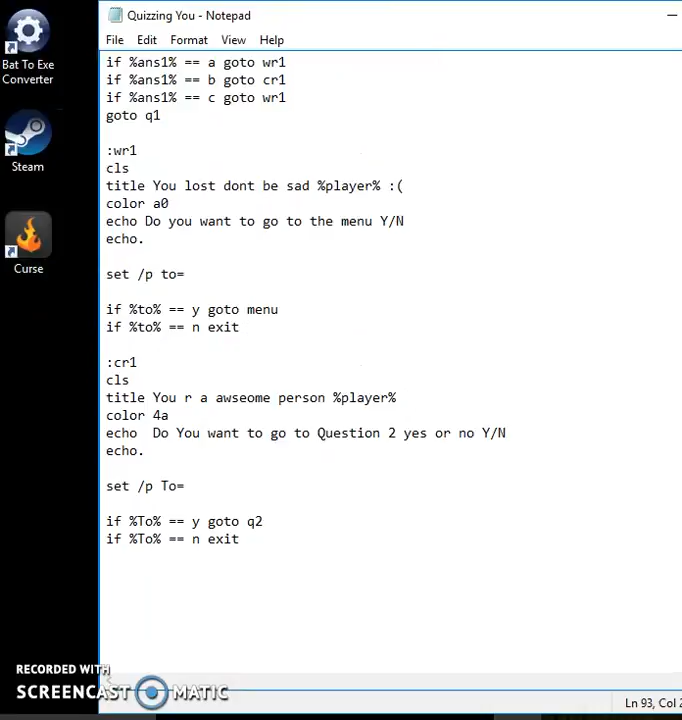 Quizzing You - Notepad
File Edit Format View Help
Bat To Exe
Converter
Steam
Curse
if %ans1% == a goto wr1
if %ans1% == b goto cr1
if %ans1% == c goto wr1
goto q1
:wr1
cls
title You lost dont be sad %player% :(
color a0
echo Do you want to go to the menu Y/N
echo.
set /p to=
if %to% == y goto menu
if %to% == n exit
:cr1
cls
title You r a awseome person %player%
color 4a
echo  Do You want to go to Question 2 yes or no Y/N
echo.
set /p To=
if %To% == y goto q2
if %To% == n exit
RECORDED WITH
SCREENCAST MATIC
Ln 93, Col